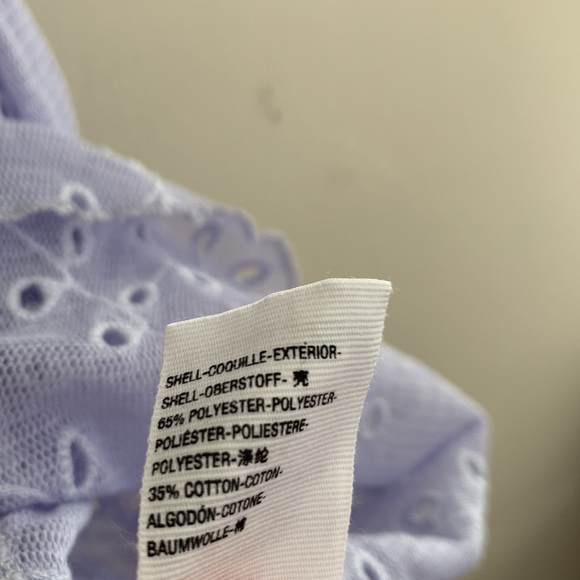 SHELL-COQUILLE-EXTERIOR-
SHELL-OBERSTOFF-壳
65% POLYESTER-POLYESTER-
POLIÉSTER-POLIESTERE-
POLYESTER-涤纶
35% COTTON-COTON-
ALGODÓN-COTONE-
BAUMWOLLE-棉